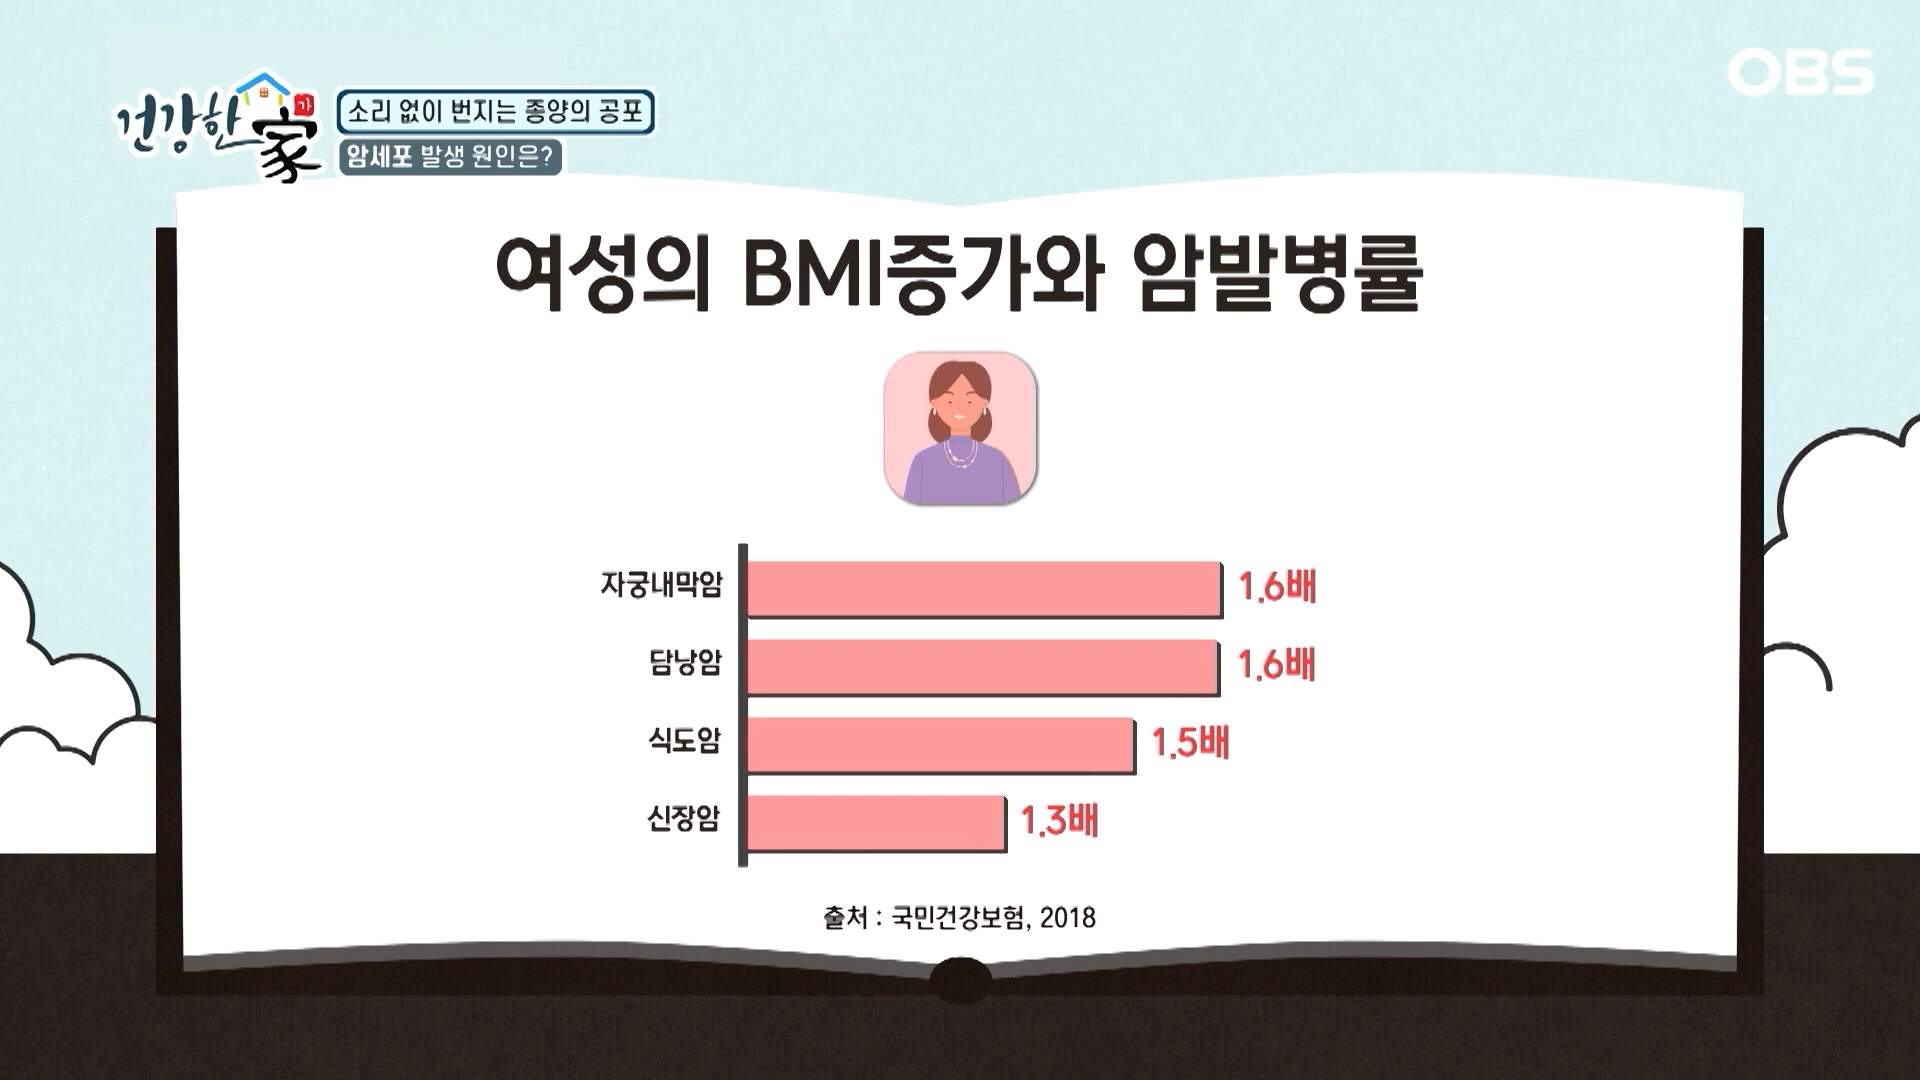 건강한 家 가
소리 없이 번지는 종양의 공포
암세포 발생 원인은?
OBS
여성의 BMI증가와 암발병률
자궁내막암 1.6배
담낭암 1.6배
식도암 1.5배
신장암 1.3배
출처 : 국민건강보험, 2018